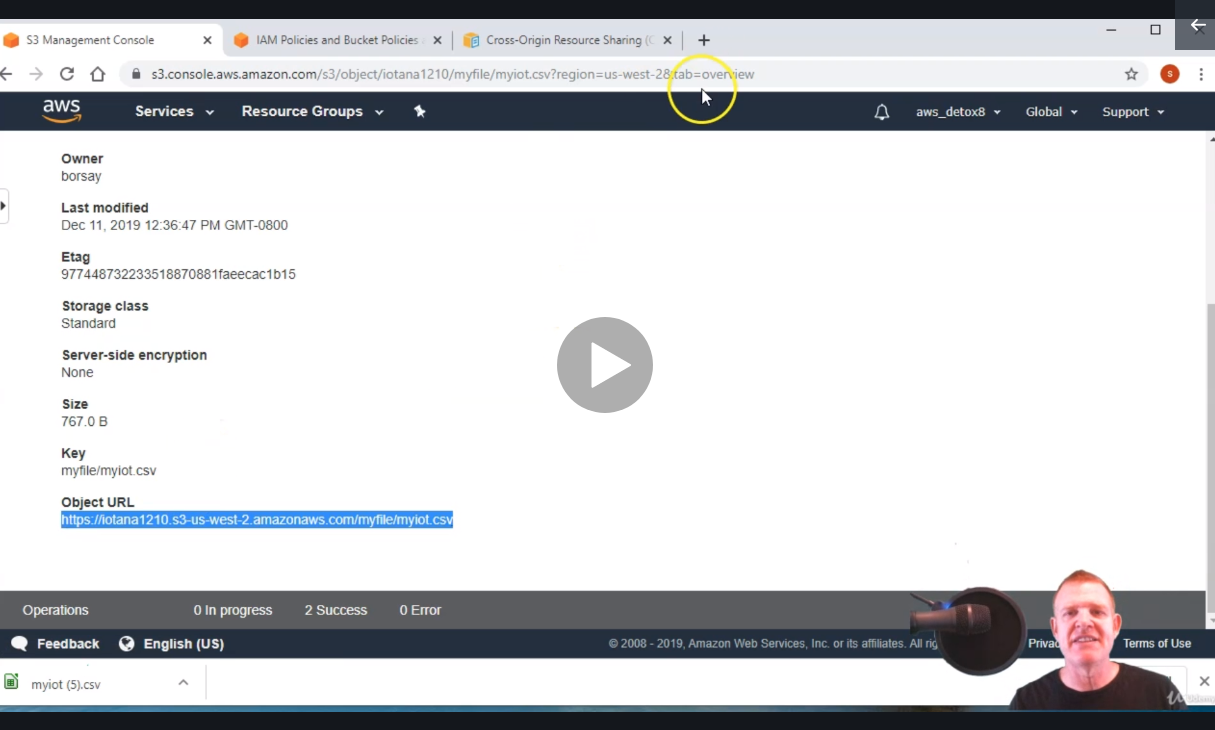 S3 Management Console
IAM Policies and Bucket Policies
Cross-Origin Resource Sharing (C
s3.console.aws.amazon.com/s3/object/iotana1210/myfile/myiot.csv?region=us-west-2&tab=overview
S
aws
Services
Resource Groups
aws_detox8
Global
Support
Owner
borsay
Last modified
Dec 11, 2019 12:36:47 PM GMT-0800
Etag
977448732233518870881faeecac1b15
Storage class
Standard
Server-side encryption
None
Size
767.0 B
Key
myfile/myiot.csv
Object URL
https://iotana1210.s3-us-west-2.amazonaws.com/myfile/myiot.csv
Operations
0 In progress
2 Success
0 Error
Feedback
English (US)
© 2008 - 2019, Amazon Web Services, Inc. or its affiliates. All rig
Priva
Terms of Use
myiot (5).csv